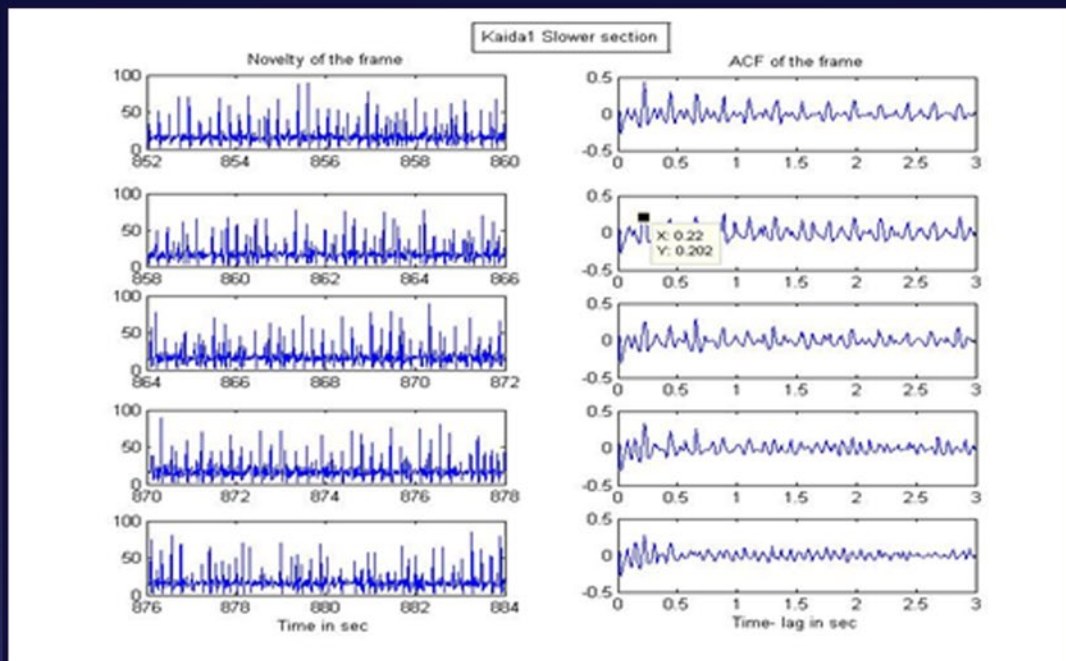 Kaida1 Slower section
Novelty of the frame
ACF of the frame
100
50
0
852 854 856 858 860
0.5
0
-0.5
0 0.5 1 1.5 2 2.5 3
100
50
0
858 860 862 864 866
0.5
0
-0.5
X: 0.22
Y: 0.202
0 0.5 1 1.5 2 2.5 3
100
50
0
864 866 868 870 872
0.5
0
-0.5
0 0.5 1 1.5 2 2.5 3
100
50
0
870 872 874 876 878
0.5
0
-0.5
0 0.5 1 1.5 2 2.5 3
100
50
0
876 878 880 882 884
Time in sec
0.5
0
-0.5
0 0.5 1 1.5 2 2.5 3
Time- lag in sec